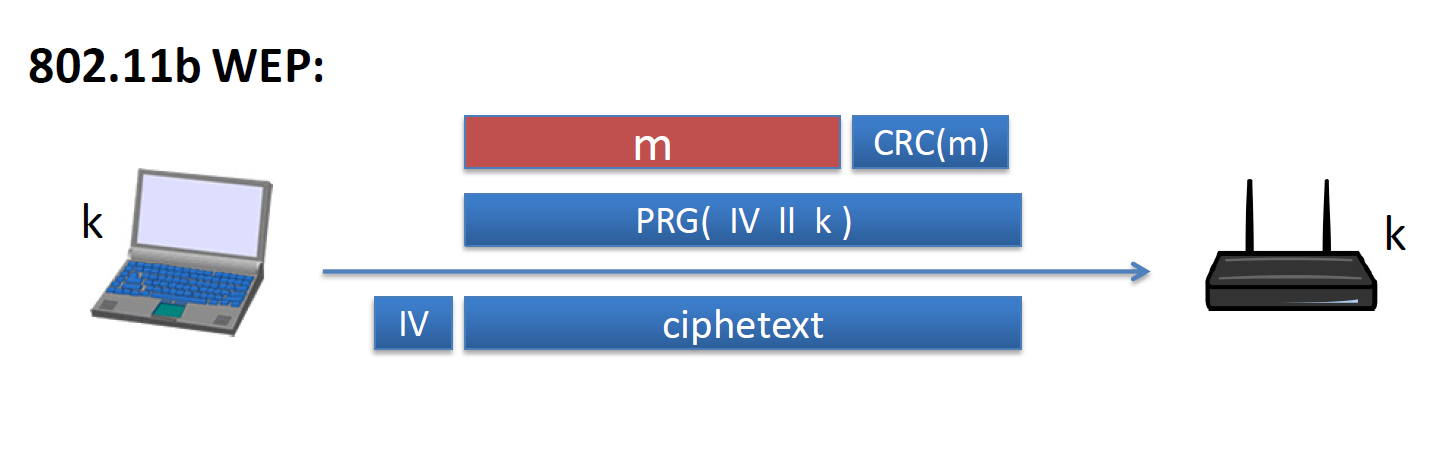 802.11b WEP:
m
CRC(m)
k
PRG( IV ll k )
k
IV
ciphetext